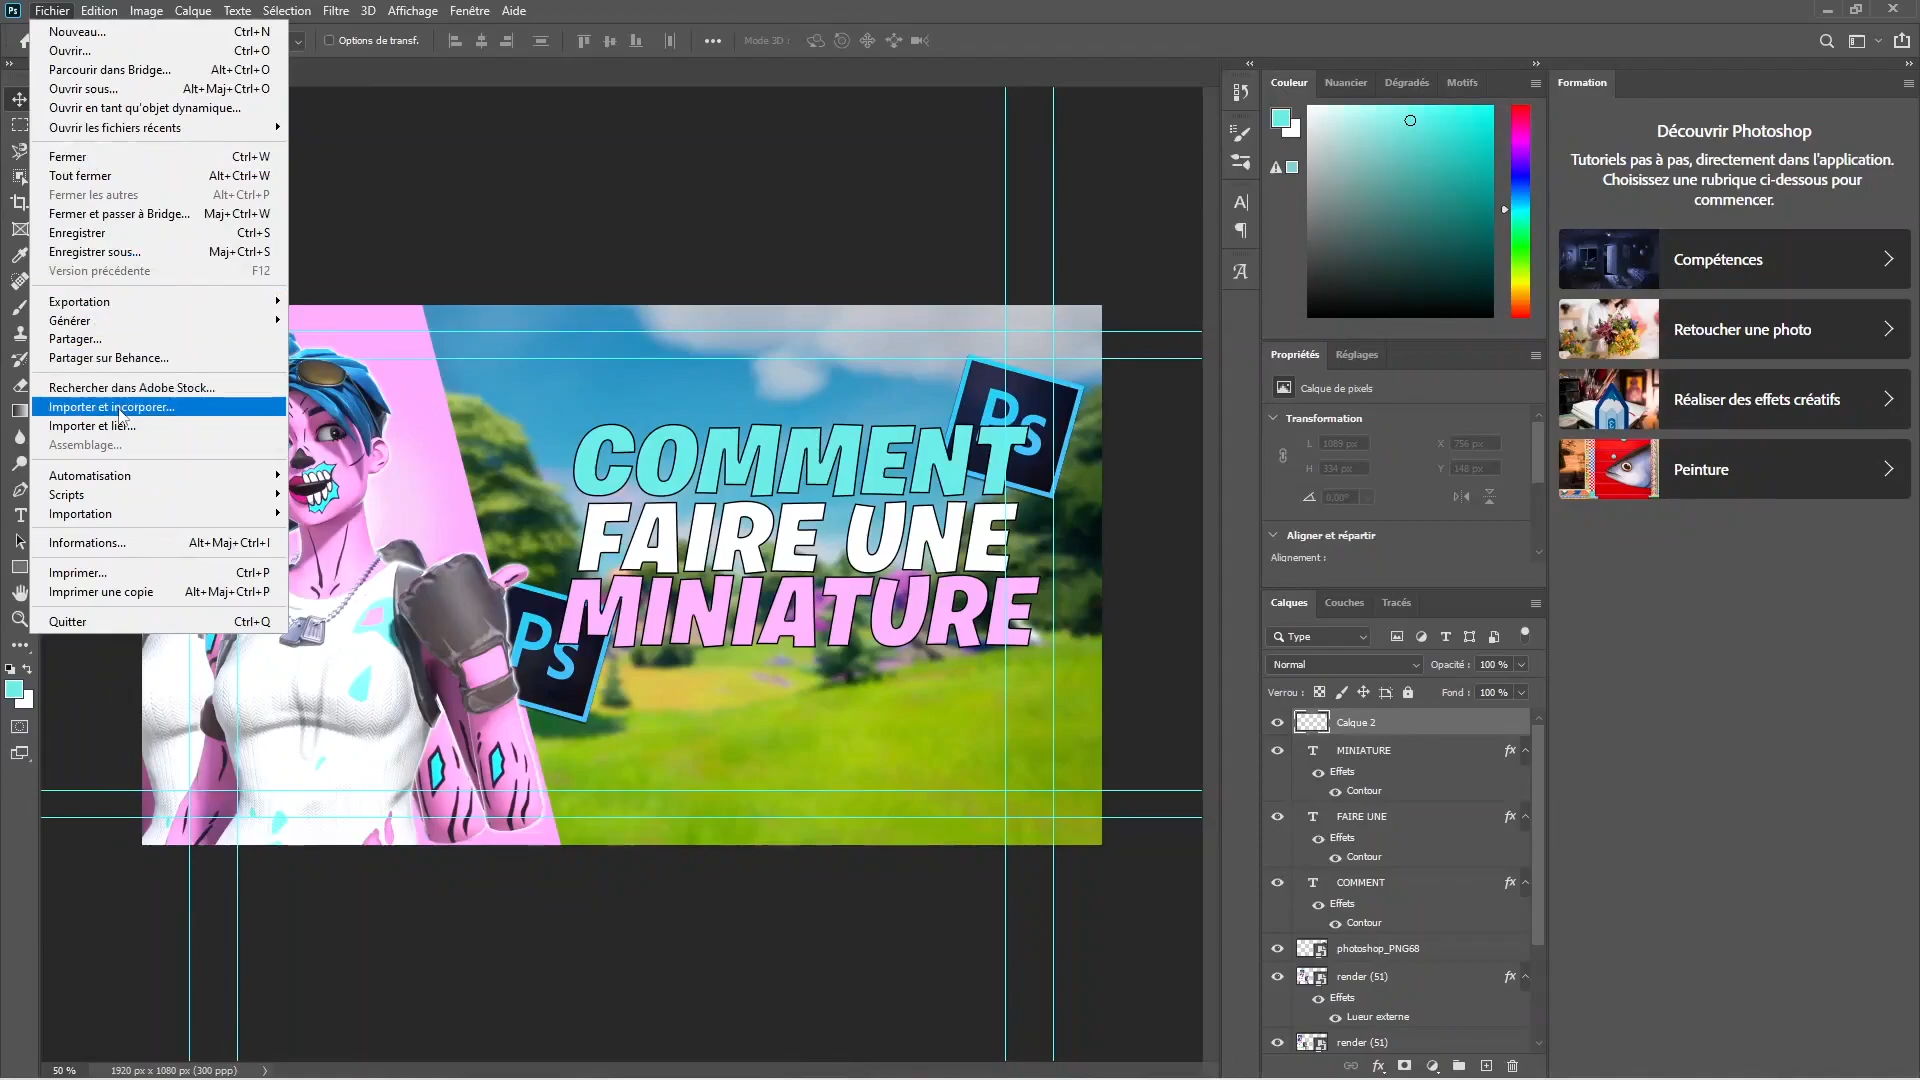 Ps Fichier Edition Image Calque Texte Sélection Filtre 3D Affichage Fenêtre Aide
Options de transf. Mode 3D :
Nouveau... Ctrl+N
Ouvrir... Ctrl+O
Parcourir dans Bridge... Alt+Ctrl+O
Ouvrir sous... Alt+Maj+Ctrl+O
Ouvrir en tant qu'objet dynamique...
Ouvrir les fichiers récents
Fermer Ctrl+W
Tout fermer Alt+Ctrl+W
Fermer les autres Alt+Ctrl+P
Fermer et passer à Bridge... Maj+Ctrl+W
Enregistrer Ctrl+S
Enregistrer sous... Maj+Ctrl+S
Version précédente F12
Exportation
Générer
Partager...
Partager sur Behance...
Rechercher dans Adobe Stock...
Importer et incorporer...
Importer et lier...
Assemblage...
Automatisation
Scripts
Importation
Informations... Alt+Maj+Ctrl+I
Imprimer... Ctrl+P
Imprimer une copie Alt+Maj+Ctrl+P
Quitter Ctrl+Q
Ps
COMMENT
FAIRE UNE
MINIATURE
Ps
50 % 1920 px x 1080 px (300 ppp)
Couleur Nuancier Dégradés Motifs
Propriétés Réglages
Calque de pixels
Transformation
L 1089 px X 756 px
H 334 px Y 148 px
0,00°
Aligner et répartir
Alignement :
Calques Couches Tracés
Type
Normal Opacité : 100 %
Verrou : Fond : 100 %
Calque 2
T MINIATURE fx
Effets
Contour
T FAIRE UNE fx
Effets
Contour
T COMMENT fx
Effets
Contour
photoshop_PNG68
render (51) fx
Effets
Lueur externe
render (51)
fx
Formation
Découvrir Photoshop
Tutoriels pas à pas, directement dans l'application.
Choisissez une rubrique ci-dessous pour
commencer.
Compétences
Retoucher une photo
Réaliser des effets créatifs
Peinture